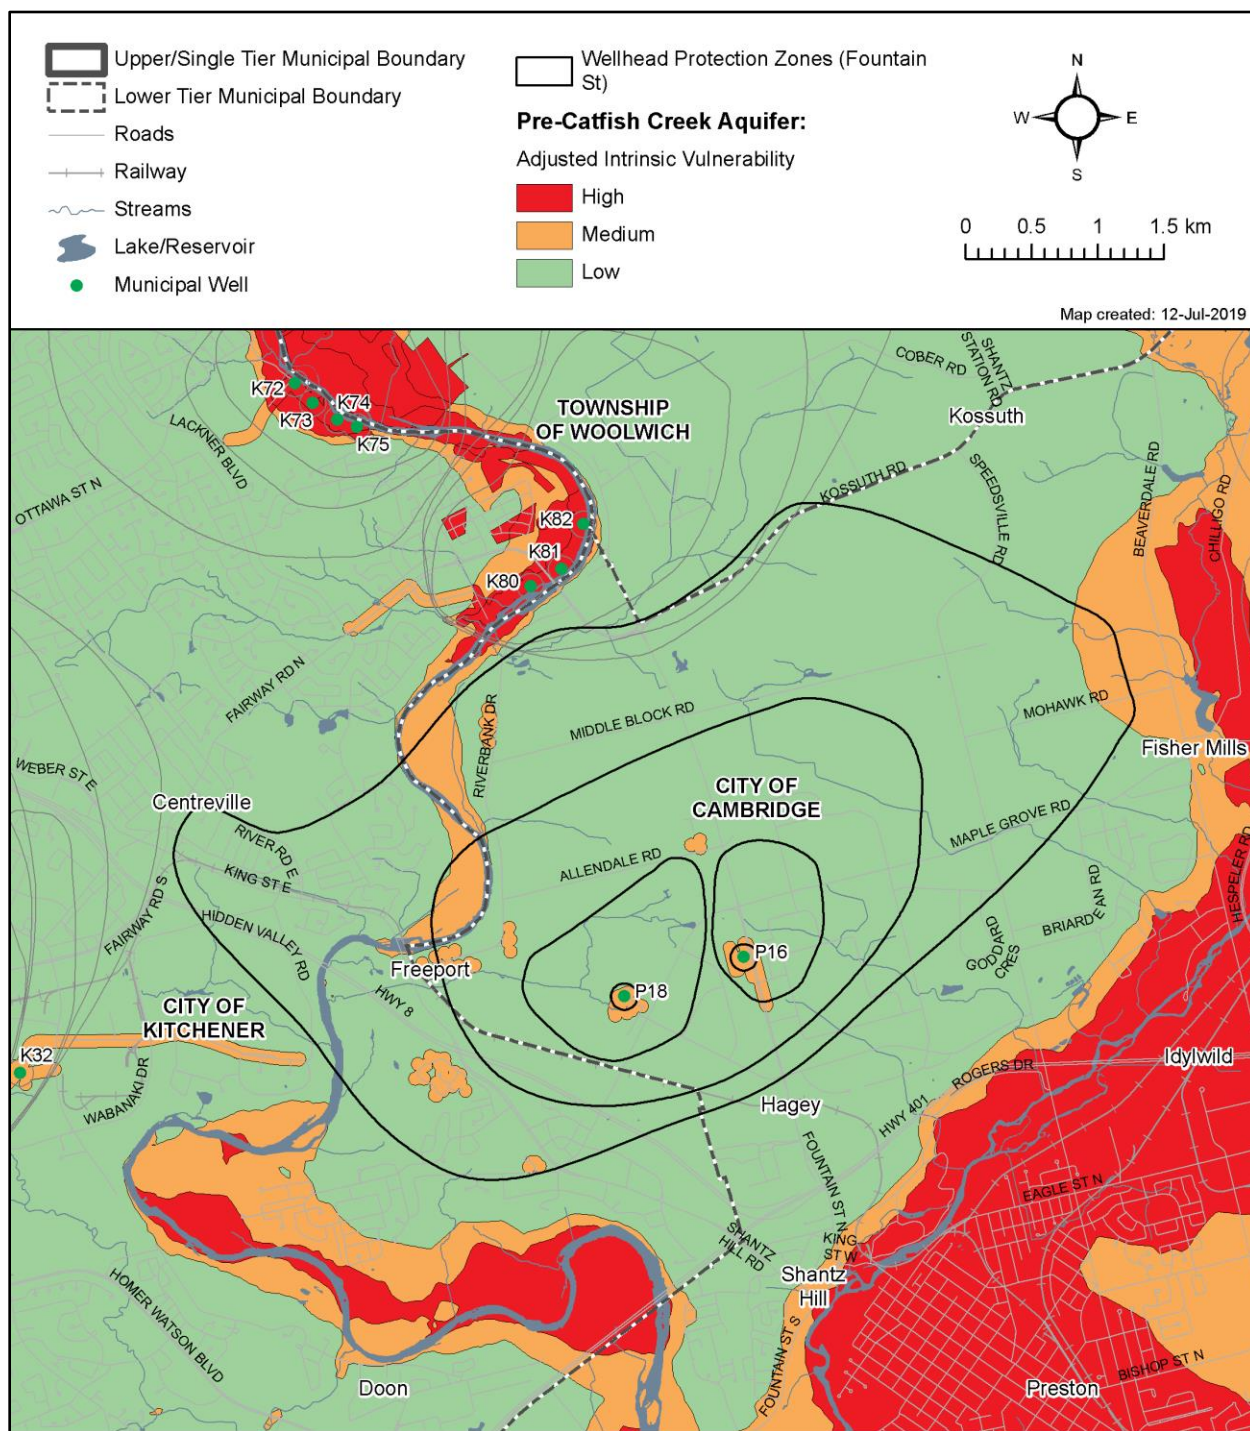 Upper/Single Tier Municipal Boundary
Lower Tier Municipal Boundary
Roads
Railway
Streams
Lake/Reservoir
Municipal Well
Wellhead Protection Zones (Fountain
St)
Pre-Catfish Creek Aquifer:
Adjusted Intrinsic Vulnerability
High
Medium
Low
N
W E
S
0 0.5 1 1.5 km
Map created: 12-Jul-2019
COBER RD
SHANTZ
STATION RD
Kossuth
K72
K73
K74
K75
LACKNER BLVD
TOWNSHIP
OF WOOLWICH
OTTAWA ST N
KOSSUTH RD
SPEEDSVILLE RD
BEAVERDALE RD
CHILLIGO RD
K82
K81
K80
FAIRWAY RD N
RIVERBANK DR
MIDDLE BLOCK RD
MOHAWK RD
Fisher Mills
WEBER ST E
Centreville
CITY OF
CAMBRIDGE
MAPLE GROVE RD
RIVER RD E
KING ST E
ALLENDALE RD
HESPELER RD
FAIRWAY RD S
HIDDEN VALLEY RD
BRIARDEAN RD
GODDARD
CRES
P16
Freeport
HWY 8
P18
CITY OF
KITCHENER
K32
WABANAKI DR
Idylwild
ROGERS DR
Hagey
HWY 401
FOUNTAIN ST N
EAGLE ST N
SHANTZ
HILL RD
KING
ST W
Shantz
Hill
HOMER WATSON BLVD
FOUNTAIN ST S
BISHOP ST N
Doon
Preston